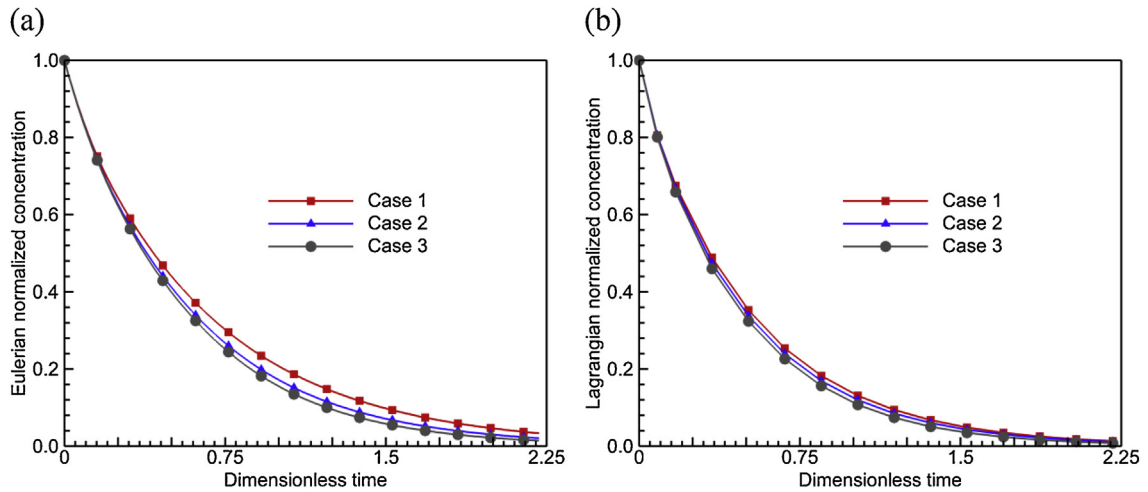 (a)
Eulerian normalized concentration
1.0
0.8
0.6
0.4
0.2
0.0
Case 1
Case 2
Case 3
0 0.75 1.5 2.25
Dimensionless time
(b)
Lagrangian normalized concentration
1.0
0.8
0.6
0.4
0.2
0.0
Case 1
Case 2
Case 3
0 0.75 1.5 2.25
Dimensionless time